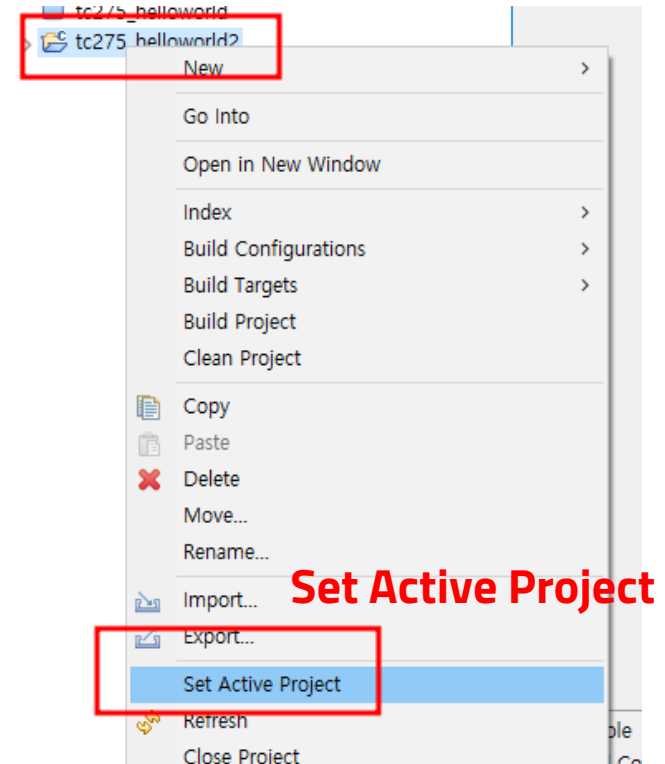 tc275_helloworld
tc275_helloworld2
New
Go Into
Open in New Window
Index
Build Configurations
Build Targets
Build Project
Clean Project
Copy
Paste
Delete
Move...
Rename...
Set Active Project
Import...
Export...
Set Active Project
Refresh
Close Project